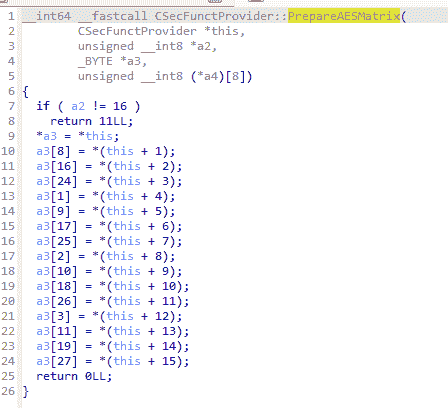 1 __int64 __fastcall CSecFunctProvider::PrepareAESMatrix(
2         CSecFunctProvider *this,
3         unsigned __int8 *a2,
4         _BYTE *a3,
5         unsigned __int8 (*a4)[8])
6 {
7   if ( a2 != 16 )
8     return 11LL;
9   *a3 = *this;
10   a3[8] = *(this + 1);
11   a3[16] = *(this + 2);
12   a3[24] = *(this + 3);
13   a3[1] = *(this + 4);
14   a3[9] = *(this + 5);
15   a3[17] = *(this + 6);
16   a3[25] = *(this + 7);
17   a3[2] = *(this + 8);
18   a3[10] = *(this + 9);
19   a3[18] = *(this + 10);
20   a3[26] = *(this + 11);
21   a3[3] = *(this + 12);
22   a3[11] = *(this + 13);
23   a3[19] = *(this + 14);
24   a3[27] = *(this + 15);
25   return 0LL;
26 }